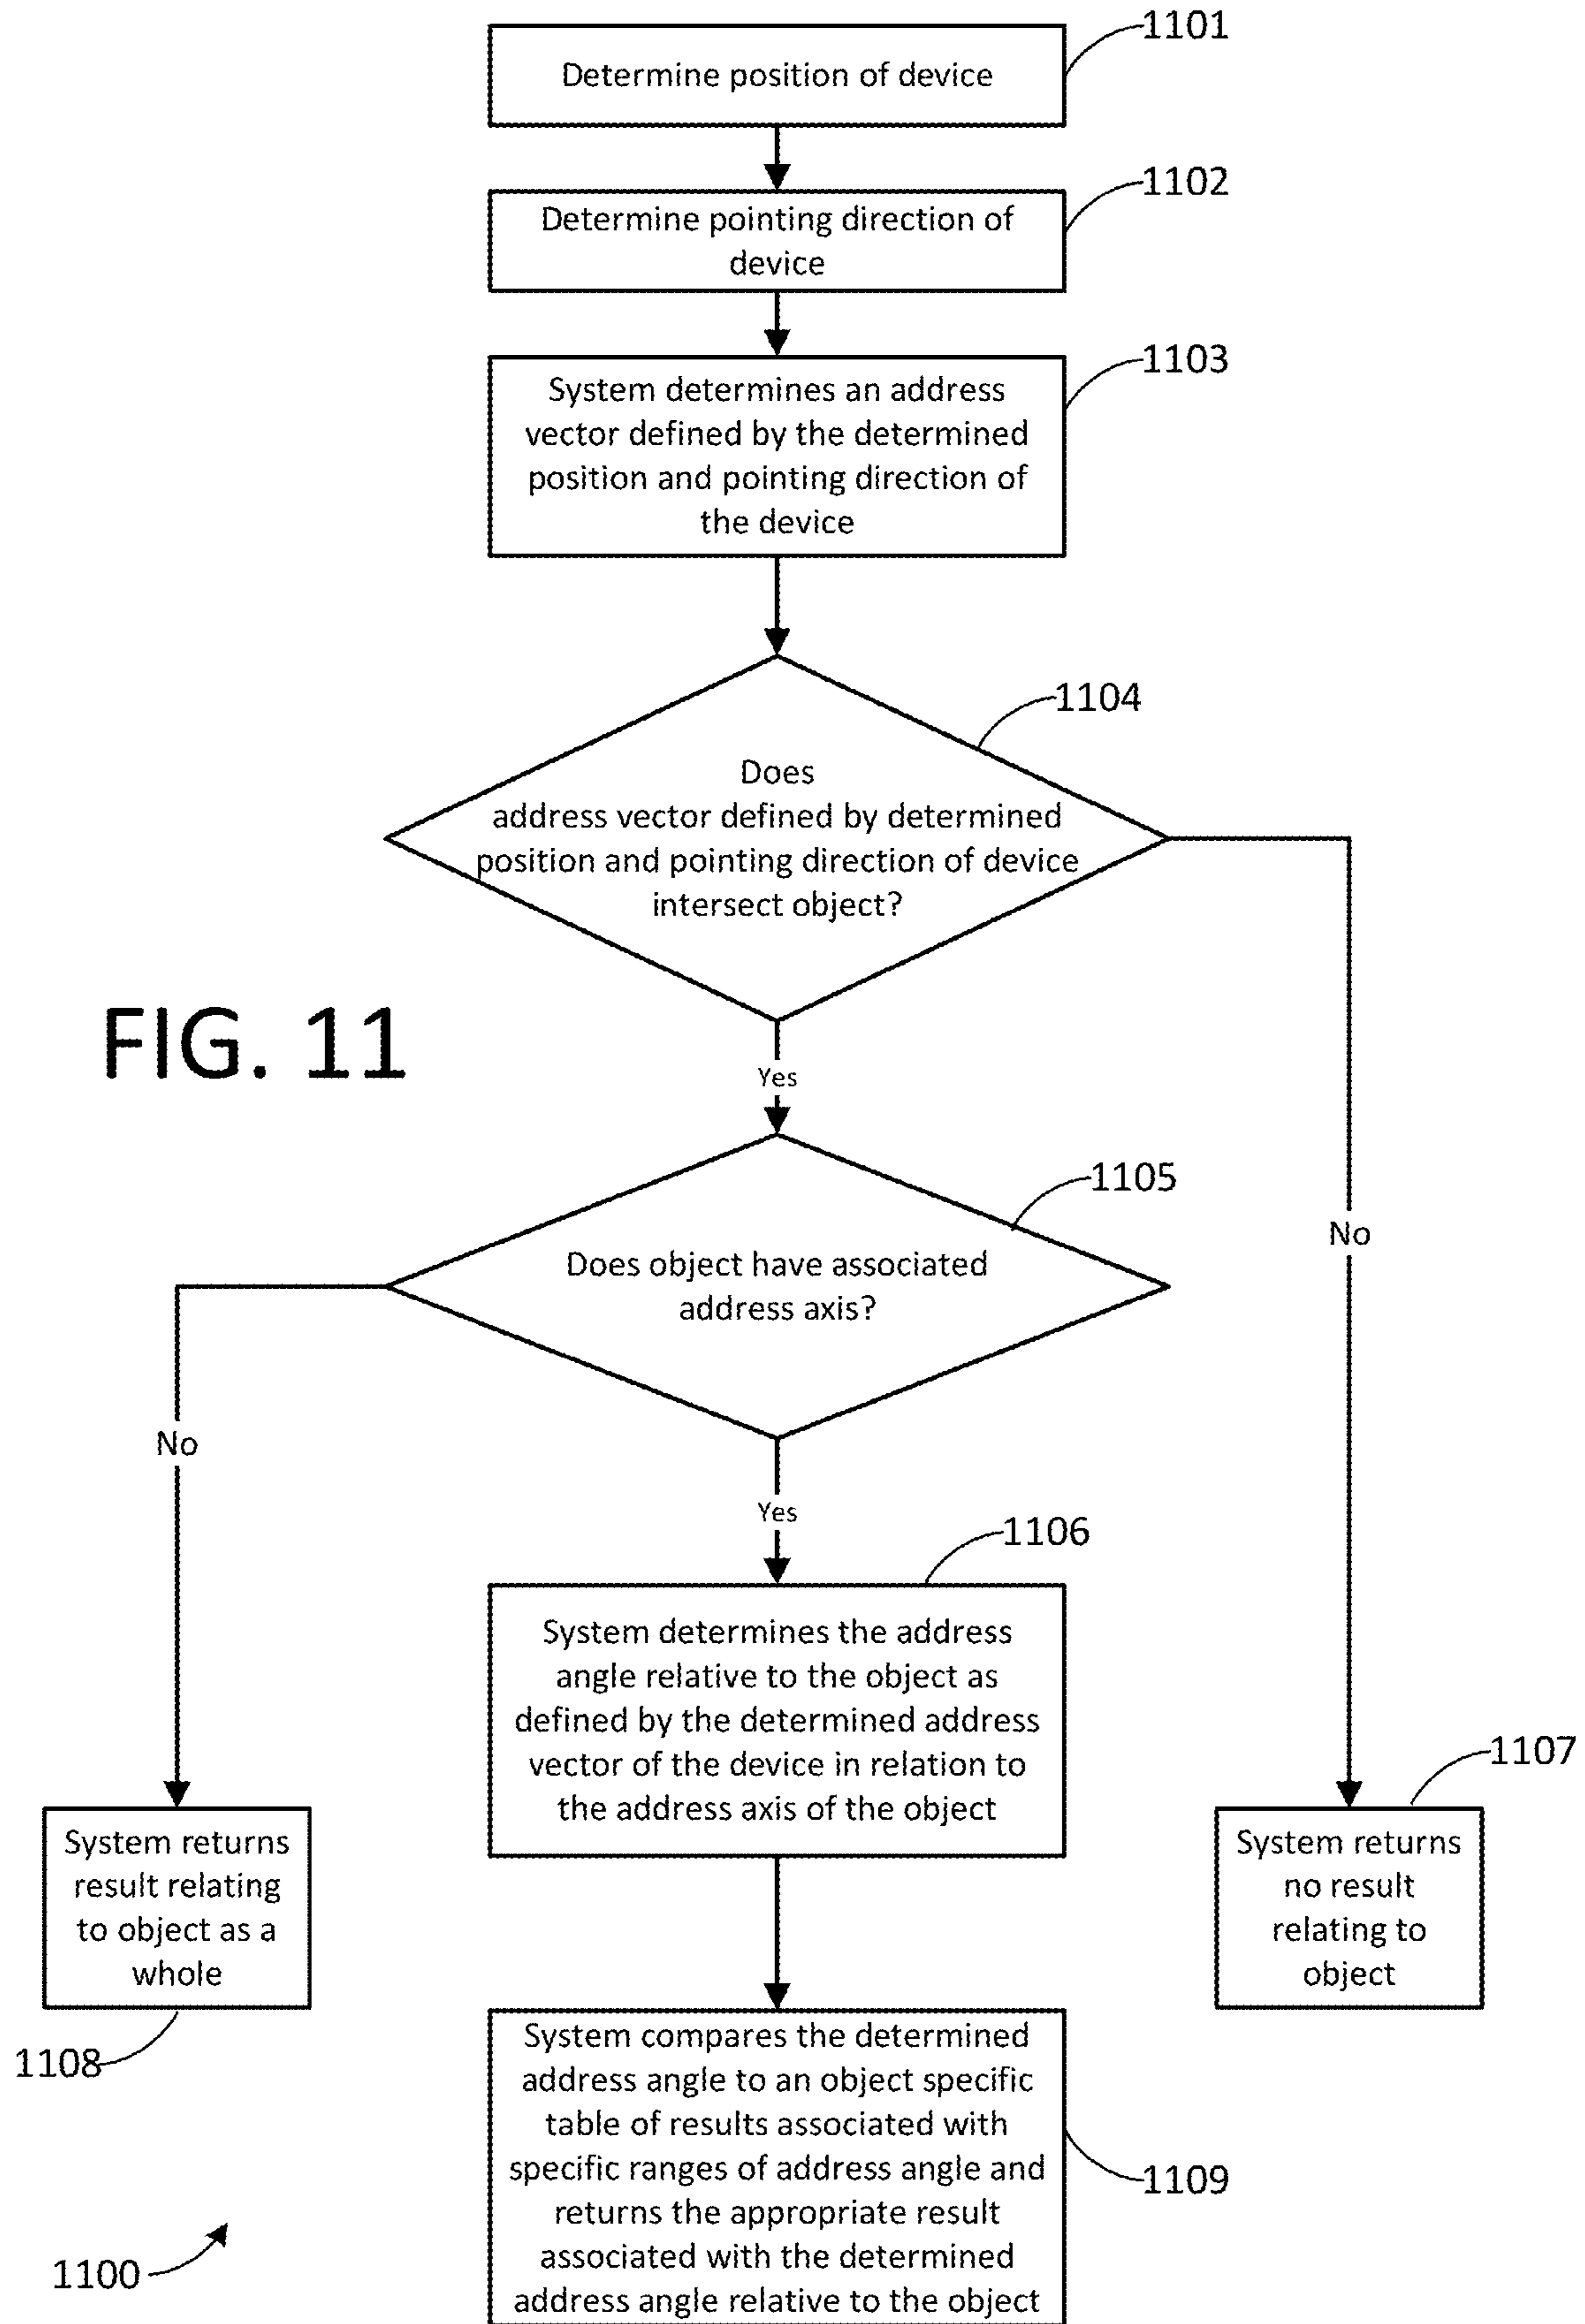 1101
Determine position of device
1102
Determine pointing direction of
device
1103
System determines an address
vector defined by the determined
position and pointing direction of
the device
1104
Does
address vector defined by determined
position and pointing direction of device
intersect object?
FIG. 11
Yes
1105
Does object have associated
address axis?
No
No
Yes
1106
System determines the address
angle relative to the object as
defined by the determined address
vector of the device in relation to
the address axis of the object
1107
System returns
no result
relating to
object
System returns
result relating
to object as a
whole
1108
System compares the determined
address angle to an object specific
table of results associated with
specific ranges of address angle and
returns the appropriate result
associated with the determined
address angle relative to the object
1109
1100